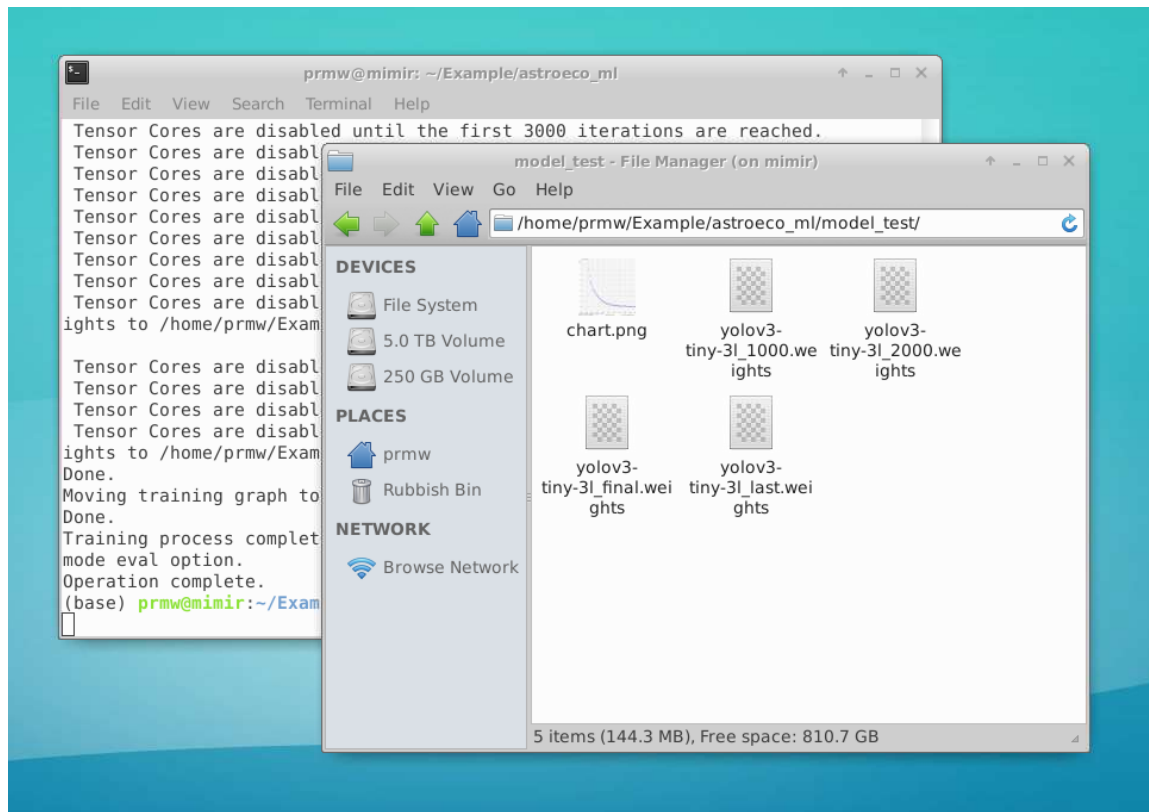 prmw@mimir: ~/Example/astroeco_ml
File Edit View Search Terminal Help
Tensor Cores are disabled until the first 3000 iterations are reached.
Tensor Cores are disabl
Tensor Cores are disabl
Tensor Cores are disabl
Tensor Cores are disabl
Tensor Cores are disabl
Tensor Cores are disabl
Tensor Cores are disabl
Tensor Cores are disabl
ights to /home/prmw/Exam
Tensor Cores are disabl
Tensor Cores are disabl
Tensor Cores are disabl
Tensor Cores are disabl
ights to /home/prmw/Exam
Done.
Moving training graph to
Done.
Training process complet
mode eval option.
Operation complete.
(base) prmw@mimir:~/Exam
model_test - File Manager (on mimir)
File Edit View Go Help
/home/prmw/Example/astroeco_ml/model_test/
DEVICES
File System
5.0 TB Volume
250 GB Volume
PLACES
prmw
Rubbish Bin
NETWORK
Browse Network
chart.png
yolov3-
tiny-3l_1000.we
ights
yolov3-
tiny-3l_2000.we
ights
yolov3-
tiny-3l_final.wei
ghts
yolov3-
tiny-3l_last.wei
ghts
5 items (144.3 MB), Free space: 810.7 GB